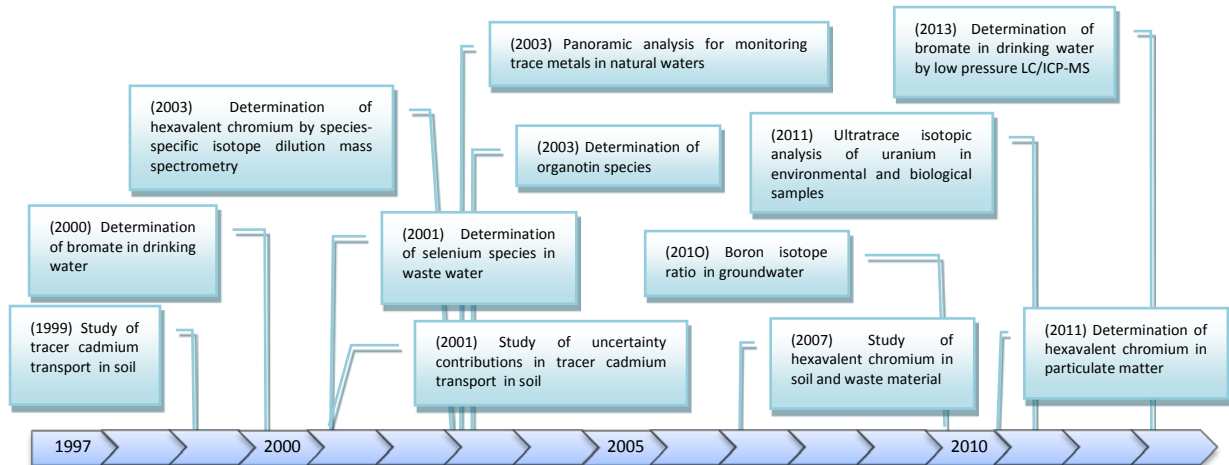 (2003) Panoramic analysis for monitoring
trace metals in natural waters
(2013) Determination of
bromate in drinking water
by low pressure LC/ICP-MS
(2003) Determination of
hexavalent chromium by species-
specific isotope dilution mass
spectrometry
(2003) Determination of
organotin species
(2011) Ultratrace isotopic
analysis of uranium in
environmental and biological
samples
(2000) Determination
of bromate in drinking
water
(2001) Determination
of selenium species in
waste water
(201O) Boron isotope
ratio in groundwater
(1999) Study of
tracer cadmium
transport in soil
(2001) Study of uncertainty
contributions in tracer cadmium
transport in soil
(2007) Study of
hexavalent chromium in
soil and waste material
(2011) Determination of
hexavalent chromium in
particulate matter
1997 2000 2005 2010